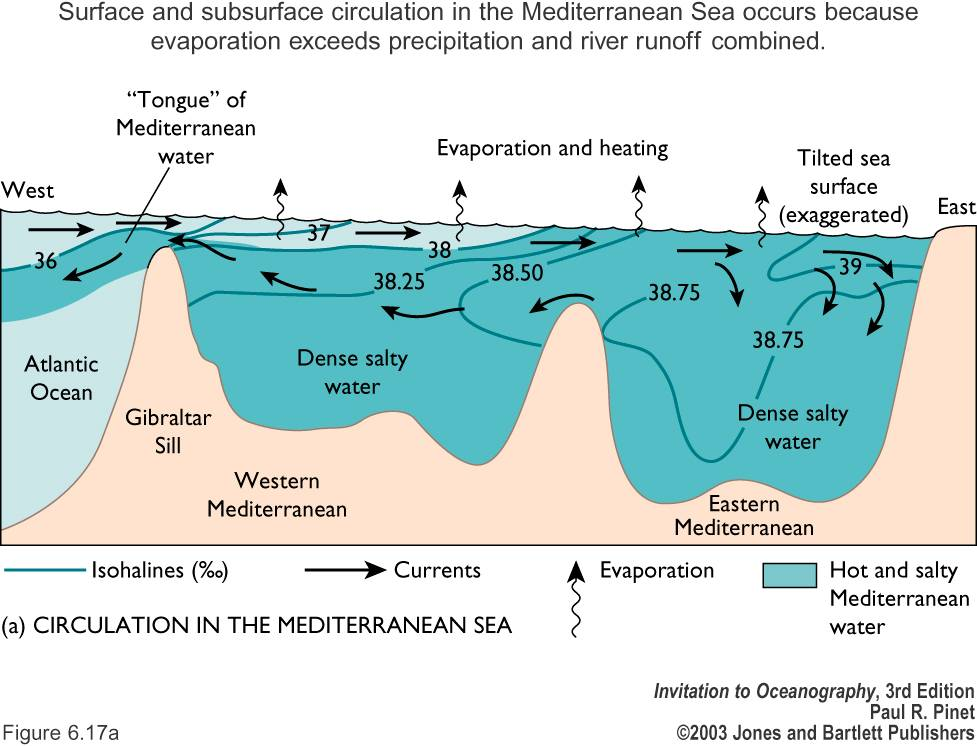 Surface and subsurface circulation in the Mediterranean Sea occurs because
evaporation exceeds precipitation and river runoff combined.
“Tongue” of
Mediterranean
water
Evaporation and heating
Tilted sea
surface
(exaggerated)
West
East
36
37
38
38.25
38.50
38.75
39
38.75
Atlantic
Ocean
Gibraltar
Sill
Dense salty
water
Dense salty
water
Western
Mediterranean
Eastern
Mediterranean
Isohalines (‰)
Currents
Evaporation
Hot and salty
Mediterranean
water
(a) CIRCULATION IN THE MEDITERRANEAN SEA
Invitation to Oceanography, 3rd Edition
Paul R. Pinet
Figure 6.17a
©2003 Jones and Bartlett Publishers